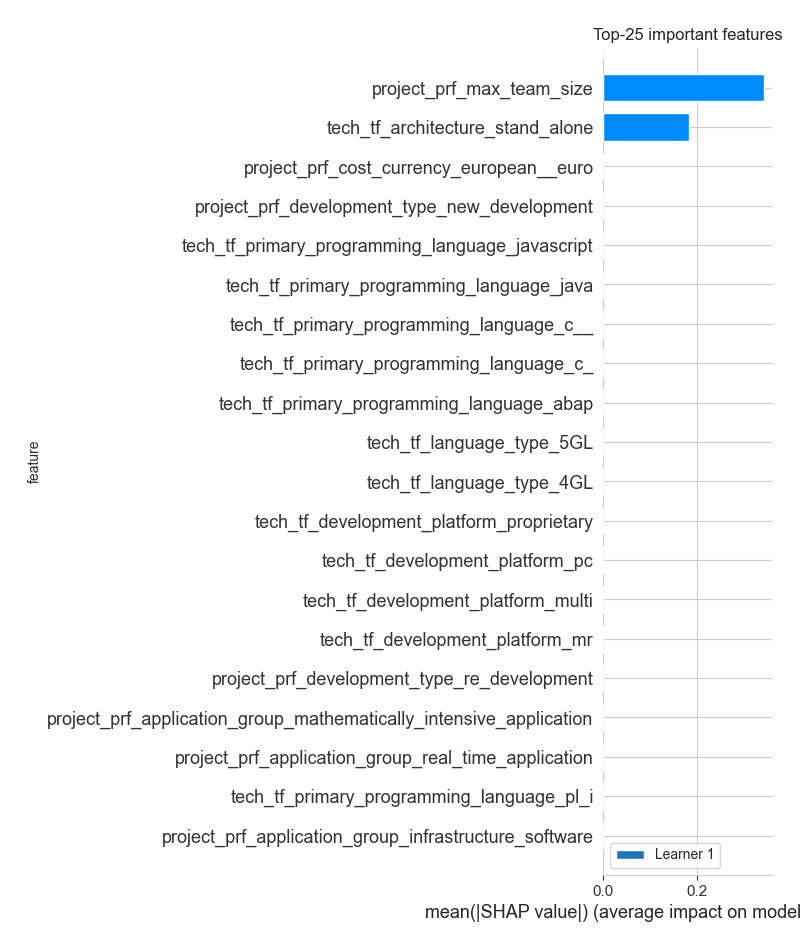 Top-25 important features
project_prf_max_team_size
tech_tf_architecture_stand_alone
project_prf_cost_currency_european__euro
project_prf_development_type_new_development
tech_tf_primary_programming_language_javascript
tech_tf_primary_programming_language_java
tech_tf_primary_programming_language_c__
tech_tf_primary_programming_language_c_
tech_tf_primary_programming_language_abap
tech_tf_language_type_5GL
tech_tf_language_type_4GL
tech_tf_development_platform_proprietary
tech_tf_development_platform_pc
tech_tf_development_platform_multi
tech_tf_development_platform_mr
project_prf_development_type_re_development
project_prf_application_group_mathematically_intensive_application
project_prf_application_group_real_time_application
tech_tf_primary_programming_language_pl_i
project_prf_application_group_infrastructure_software
feature
Learner 1
0.0 0.2
mean(|SHAP value|) (average impact on model